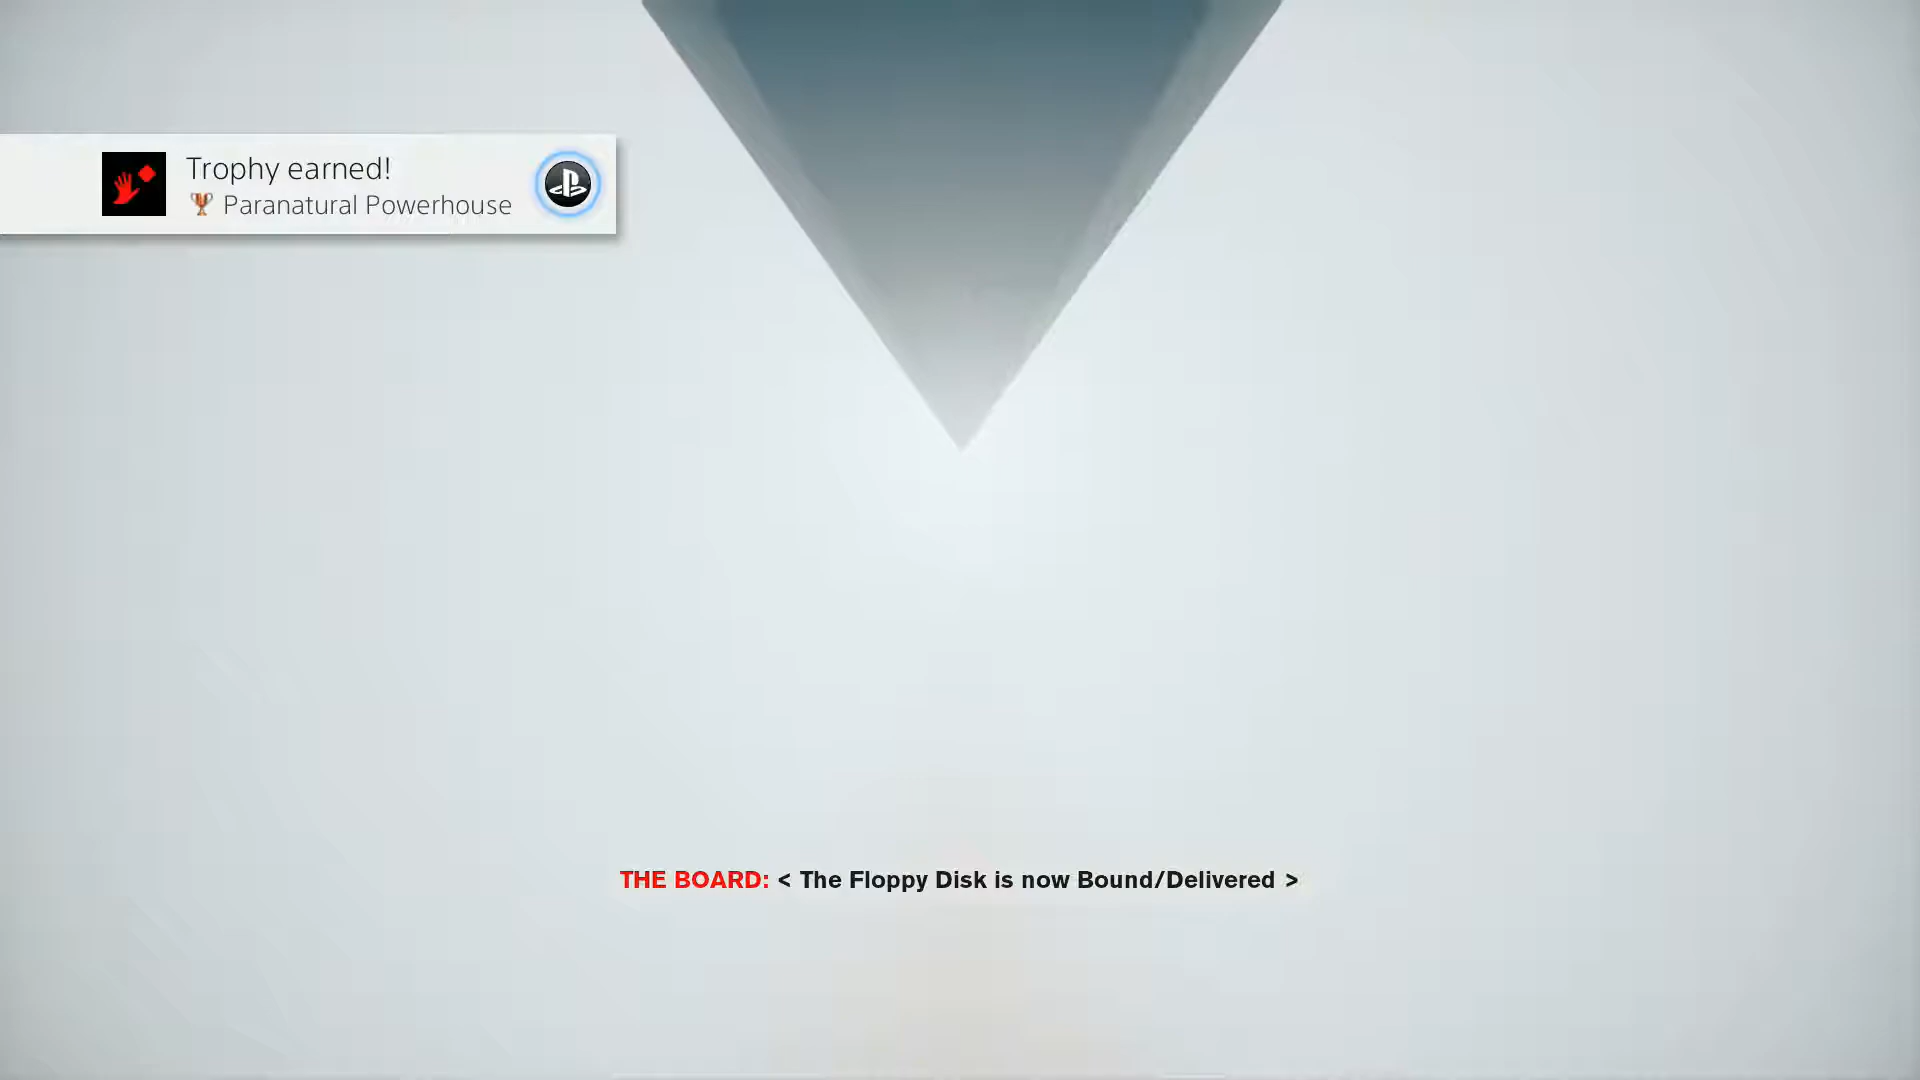 Trophy earned!
Paranatural Powerhouse
THE BOARD: < The Floppy Disk is now Bound/Delivered >